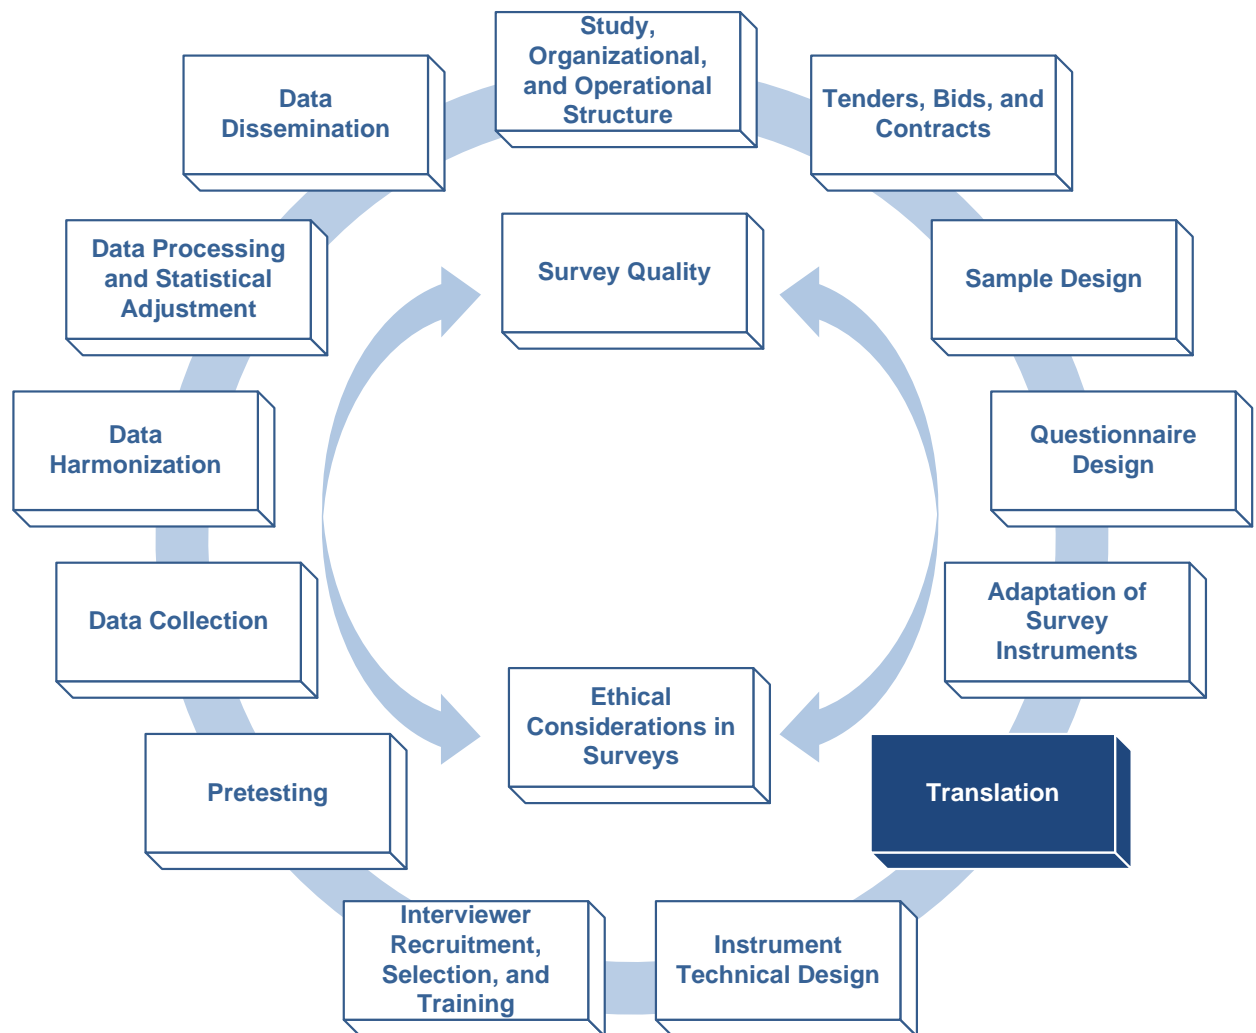 Study,
Organizational,
and Operational
Structure
Tenders, Bids, and
Contracts
Sample Design
Questionnaire
Design
Adaptation of
Survey
Instruments
Translation
Instrument
Technical Design
Interviewer
Recruitment,
Selection, and
Training
Pretesting
Data Collection
Data
Harmonization
Data Processing
and Statistical
Adjustment
Data
Dissemination
Survey Quality
Ethical
Considerations in
Surveys